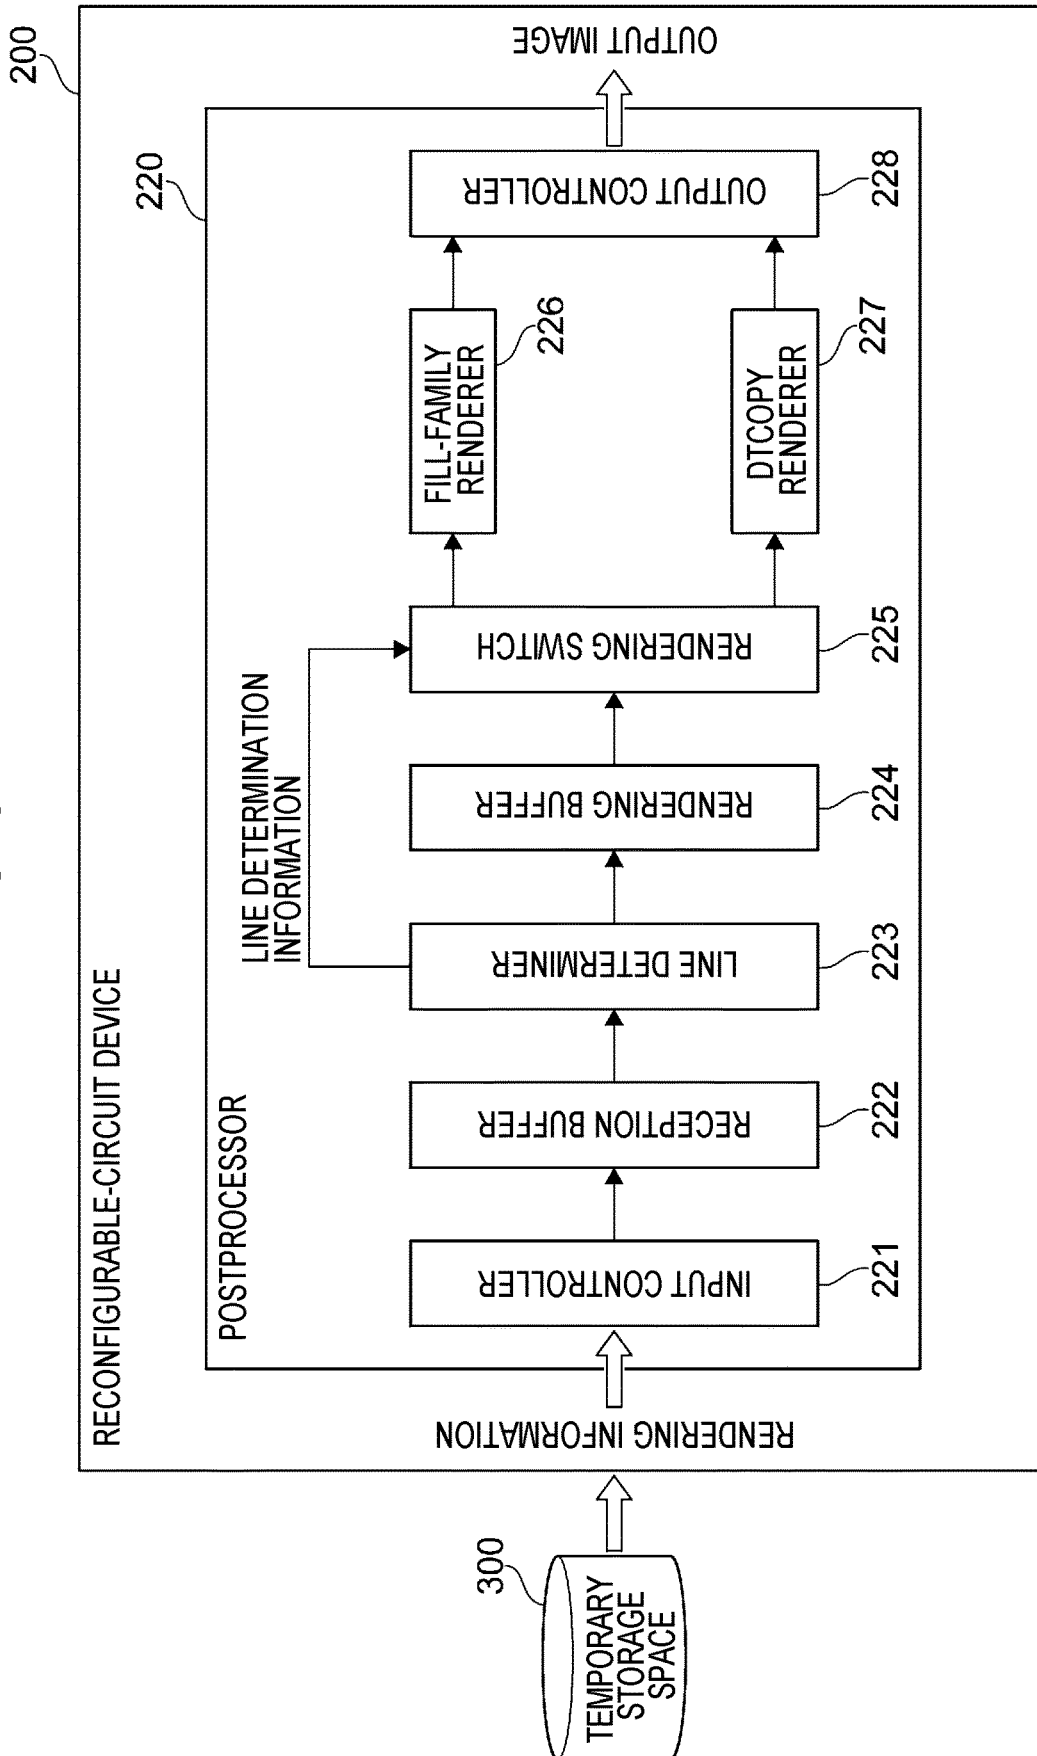 200
RECONFIGURABLE-CIRCUIT DEVICE
220
POSTPROCESSOR
300
TEMPORARY
STORAGE
SPACE
RENDERING INFORMATION
INPUT CONTROLLER
221
RECEPTION BUFFER
222
LINE DETERMINER
223
LINE DETERMINATION
INFORMATION
RENDERING BUFFER
224
RENDERING SWITCH
225
FILL-FAMILY
RENDERER
226
DTCOPY
RENDERER
227
OUTPUT CONTROLLER
228
OUTPUT IMAGE